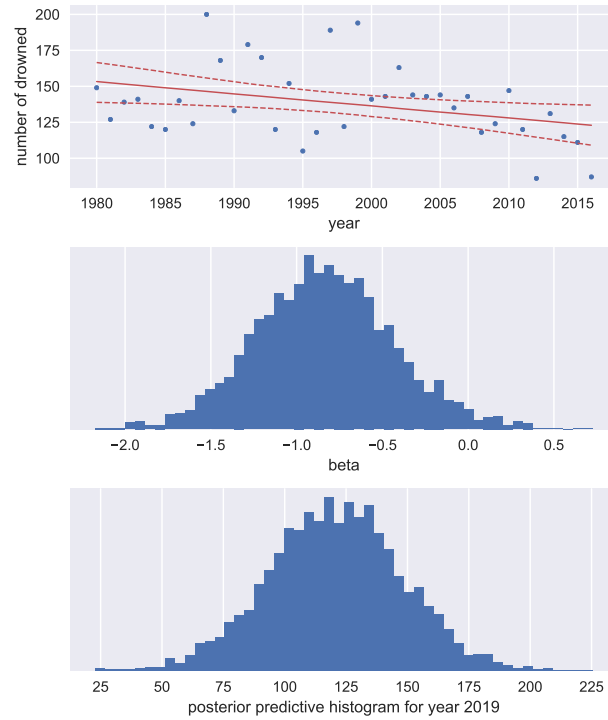 number of drowned
200
175
150
125
100
1980 1985 1990 1995 2000 2005 2010 2015
year
−2.0 −1.5 −1.0 −0.5 0.0 0.5
beta
25 50 75 100 125 150 175 200 225
posterior predictive histogram for year 2019